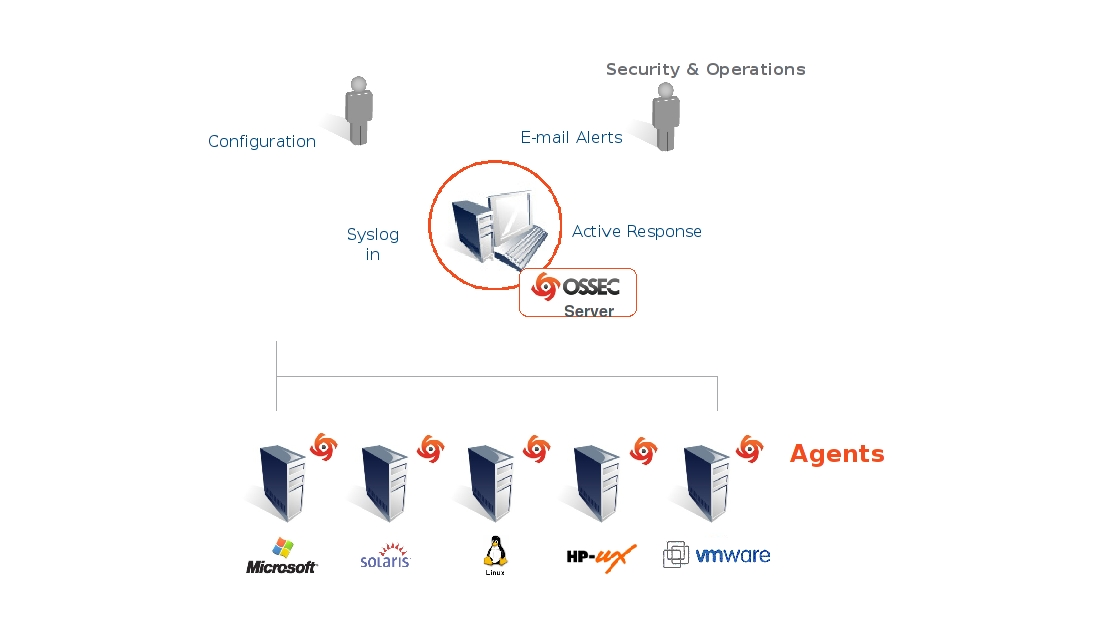 Security & Operations
Configuration
E-mail Alerts
Syslog
in
Active Response
OSSEC
Server
Agents
Microsoft
solaris
Linux
HP-UX
vmware